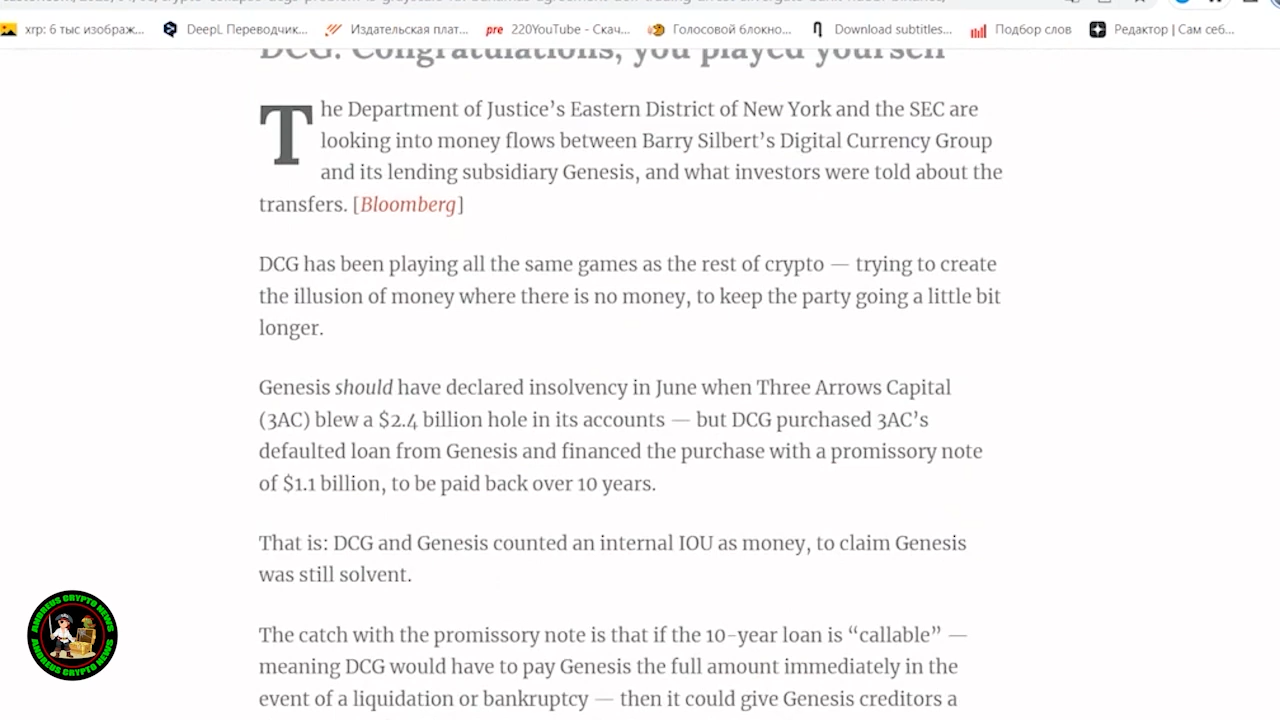 xrp: 6 тыс изображ...
DeepL Переводчик...
Издательская плат...
pre 220YouTube - Скач...
Голосовой блокно...
Download subtitles...
Подбор слов
Редактор | Сам себ...
DCG: Congratulations, you played yourself
The Department of Justice’s Eastern District of New York and the SEC are
looking into money flows between Barry Silbert’s Digital Currency Group
and its lending subsidiary Genesis, and what investors were told about the
transfers. [Bloomberg]
DCG has been playing all the same games as the rest of crypto — trying to create
the illusion of money where there is no money, to keep the party going a little bit
longer.
Genesis should have declared insolvency in June when Three Arrows Capital
(3AC) blew a $2.4 billion hole in its accounts — but DCG purchased 3AC’s
defaulted loan from Genesis and financed the purchase with a promissory note
of $1.1 billion, to be paid back over 10 years.
That is: DCG and Genesis counted an internal IOU as money, to claim Genesis
was still solvent.
The catch with the promissory note is that if the 10-year loan is “callable” —
meaning DCG would have to pay Genesis the full amount immediately in the
event of a liquidation or bankruptcy — then it could give Genesis creditors a
ANDREUS CRYPTO NEWS
ANDREUS CRYPTO NEWS